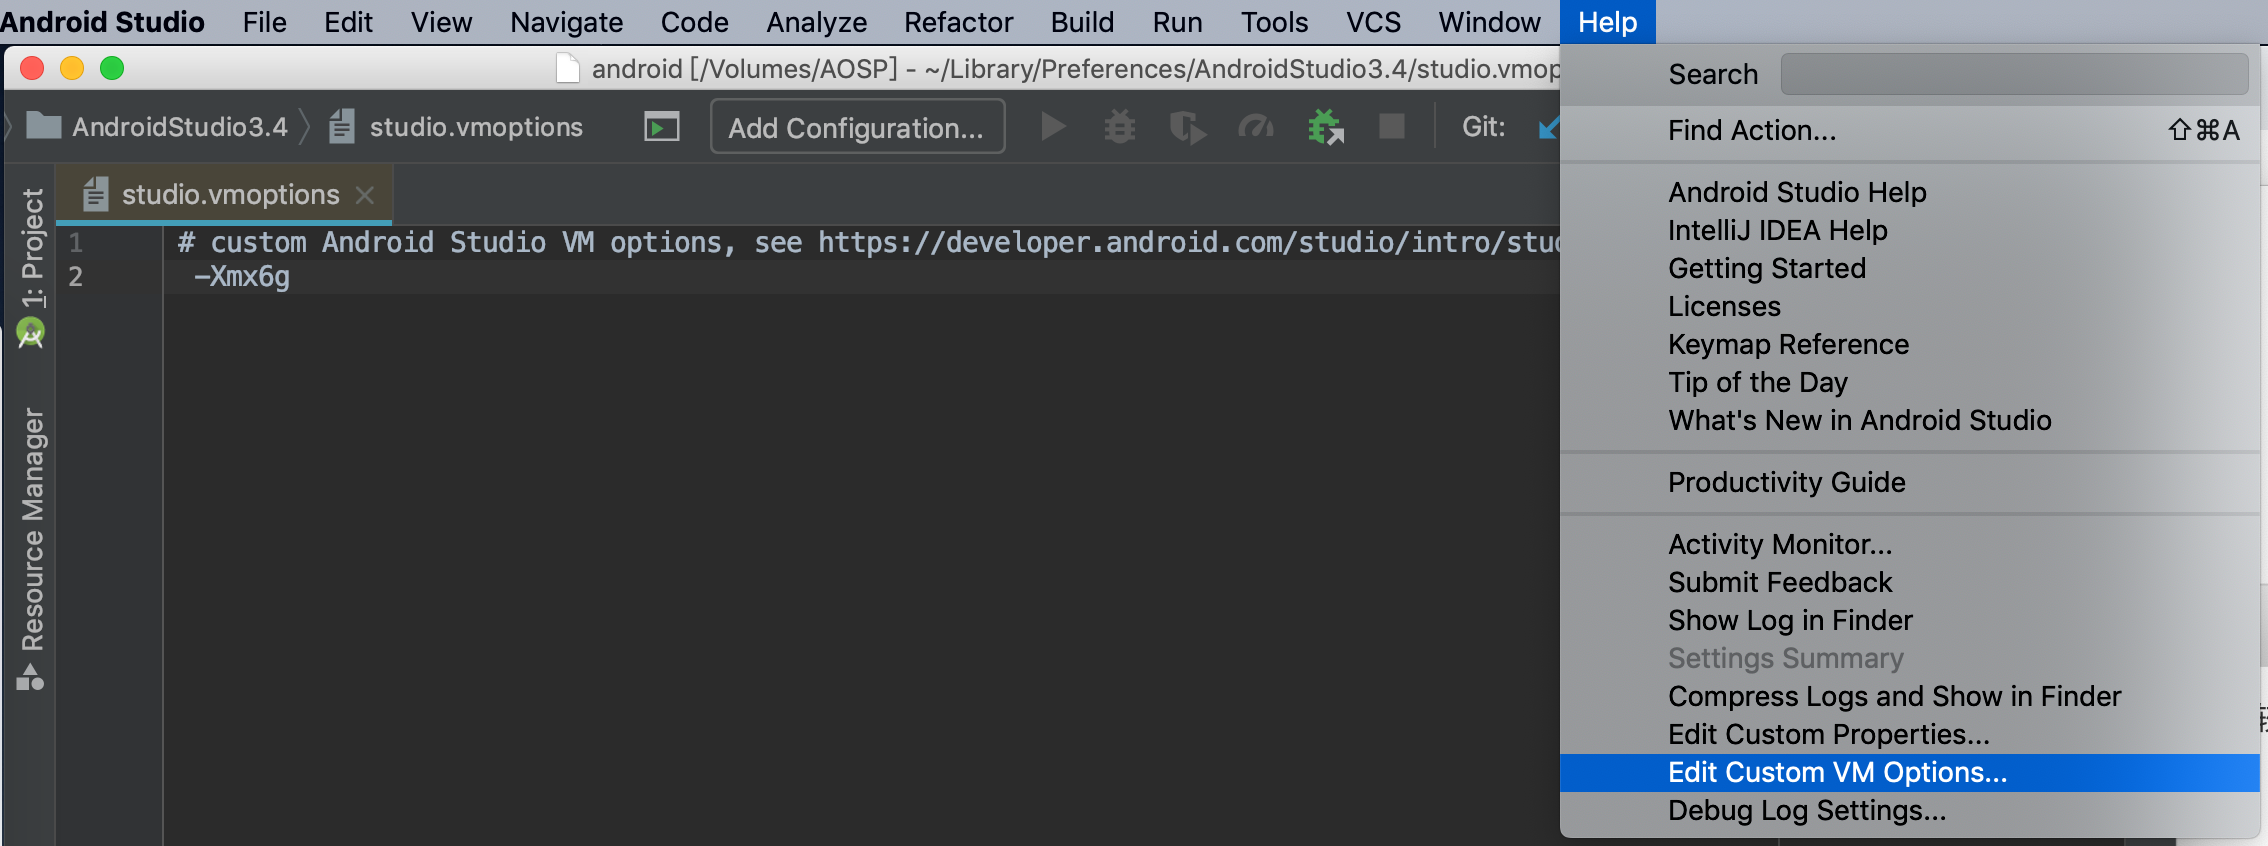 Android Studio File Edit View Navigate Code Analyze Refactor Build Run Tools VCS Window Help
android [/Volumes/AOSP] - ~/Library/Preferences/AndroidStudio3.4/studio.vmop
AndroidStudio3.4 studio.vmoptions Add Configuration... Git:
studio.vmoptions
1: Project
Resource Manager
1 # custom Android Studio VM options, see https://developer.android.com/studio/intro/stu
2 -Xmx6g
Search
Find Action... ⇧⌘A
Android Studio Help
IntelliJ IDEA Help
Getting Started
Licenses
Keymap Reference
Tip of the Day
What's New in Android Studio
Productivity Guide
Activity Monitor...
Submit Feedback
Show Log in Finder
Settings Summary
Compress Logs and Show in Finder
Edit Custom Properties...
Edit Custom VM Options...
Debug Log Settings...